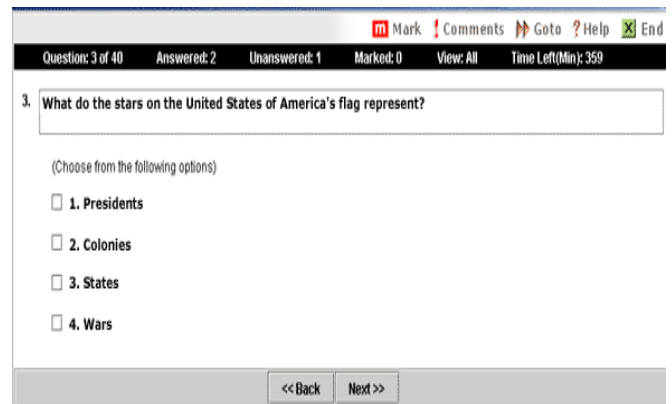 m Mark ! Comments Goto ? Help X End
Question: 3 of 40 Answered: 2 Unanswered: 1 Marked: 0 View: All Time Left(Min): 359
3. What do the stars on the United States of America's flag represent?
(Choose from the following options)
1. Presidents
2. Colonies
3. States
4. Wars
<< Back Next >>